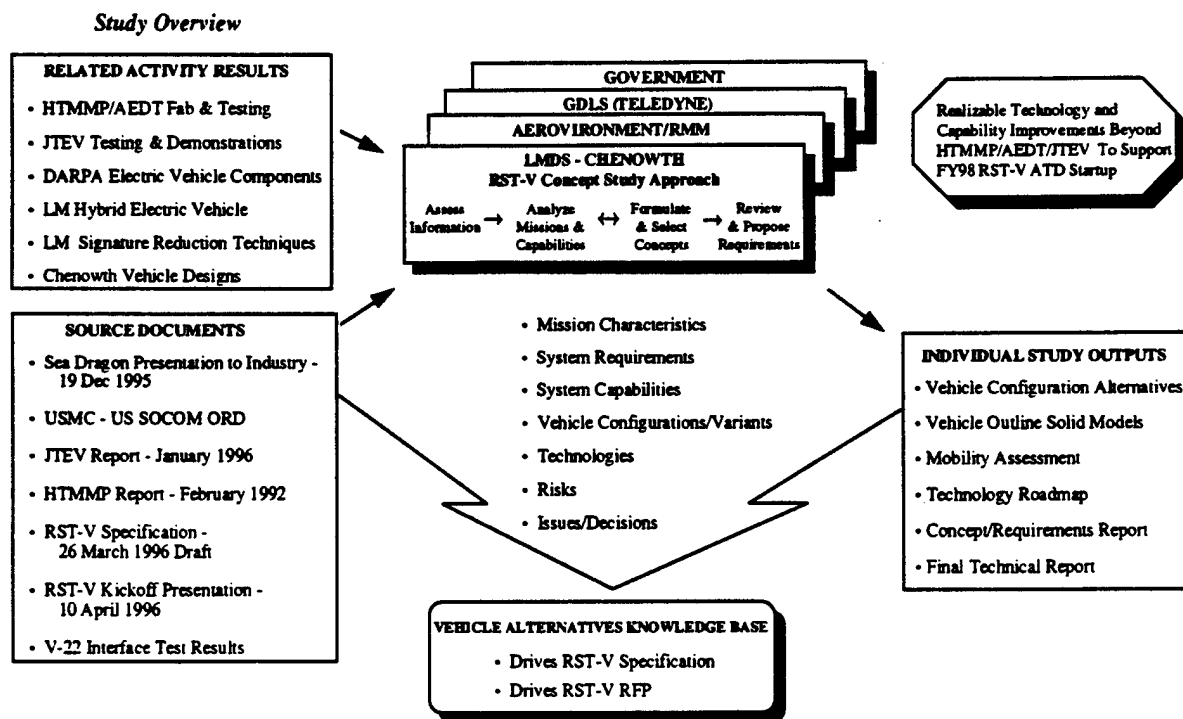 Study Overview
RELATED ACTIVITY RESULTS
• HTMMP/AEDT Fab & Testing
• JTEV Testing & Demonstrations
• DARPA Electric Vehicle Components
• LM Hybrid Electric Vehicle
• LM Signature Reduction Techniques
• Chenowth Vehicle Designs
SOURCE DOCUMENTS
• Sea Dragon Presentation to Industry -
19 Dec 1995
• USMC - US SOCOM ORD
• JTEV Report - January 1996
• HTMMP Report - February 1992
• RST-V Specification -
26 March 1996 Draft
• RST-V Kickoff Presentation -
10 April 1996
• V-22 Interface Test Results
GOVERNMENT
GDLS (TELEDYNE)
AEROVIRONMENT/RMM
LMDS - CHENOWTH
RST-V Concept Study Approach
Assess
Information
→
Analyze
Missions &
Capabilities
↔
Formulate
& Select
Concepts
→
Review
& Propose
Requirements
• Mission Characteristics
• System Requirements
• System Capabilities
• Vehicle Configurations/Variants
• Technologies
• Risks
• Issues/Decisions
VEHICLE ALTERNATIVES KNOWLEDGE BASE
• Drives RST-V Specification
• Drives RST-V RFP
Realizable Technology and
Capability Improvements Beyond
HTMMP/AEDT/JTEV To Support
FY98 RST-V ATD Startup
INDIVIDUAL STUDY OUTPUTS
• Vehicle Configuration Alternatives
• Vehicle Outline Solid Models
• Mobility Assessment
• Technology Roadmap
• Concept/Requirements Report
• Final Technical Report